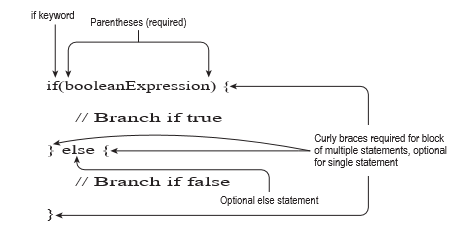 if keyword
Parentheses (required)
if(booleanExpression) {
// Branch if true
Curly braces required for block
of multiple statements, optional
for single statement
} else {
// Branch if false
Optional else statement
}